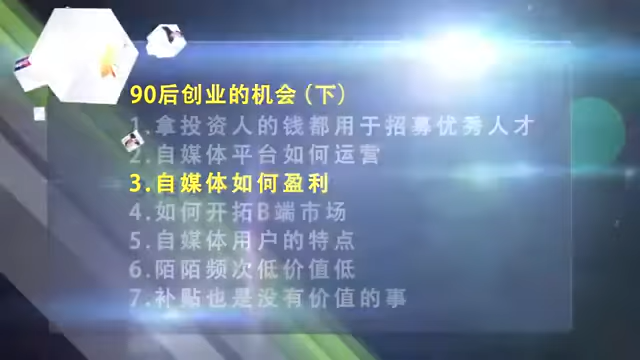 90后创业的机会(下)
1.拿投资人的钱都用于招募优秀人才
2.自媒体平台如何运营
3.自媒体如何盈利
4.如何开拓B端市场
5.自媒体用户的特点
6.陌陌频次低价值低
7.补贴也是没有价值的事